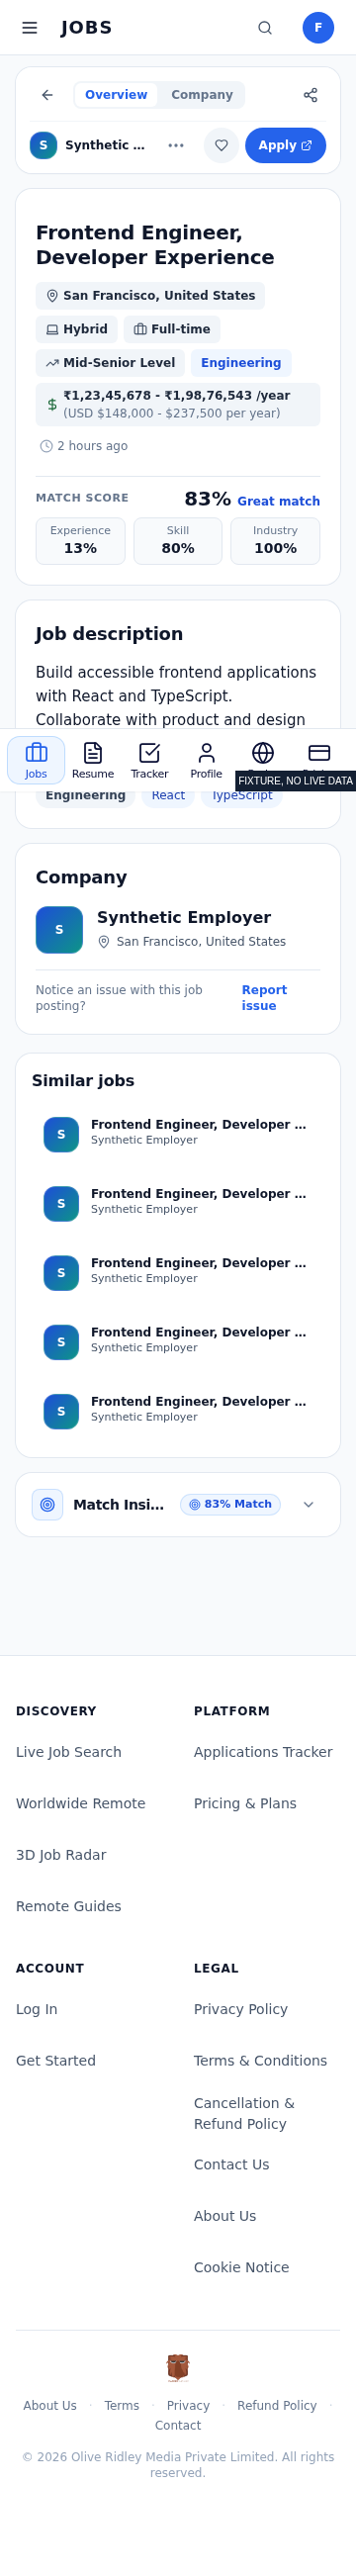 JOBS
F
Overview Company
S Synthetic ... Apply
Frontend Engineer,
Developer Experience
San Francisco, United States
Hybrid Full-time
Mid-Senior Level Engineering
₹1,23,45,678 - ₹1,98,76,543 /year
(USD $148,000 - $237,500 per year)
2 hours ago
MATCH SCORE 83% Great match
Experience Skill Industry
13% 80% 100%
Job description
Build accessible frontend applications
with React and TypeScript.
Collaborate with product and design
Jobs Resume Tracker Profile
FIXTURE, NO LIVE DATA
Engineering React TypeScript
Company
S Synthetic Employer
San Francisco, United States
Notice an issue with this job
posting?
Report
issue
Similar jobs
S Frontend Engineer, Developer ...
Synthetic Employer
S Frontend Engineer, Developer ...
Synthetic Employer
S Frontend Engineer, Developer ...
Synthetic Employer
S Frontend Engineer, Developer ...
Synthetic Employer
S Frontend Engineer, Developer ...
Synthetic Employer
Match Insi... 83% Match
DISCOVERY
Live Job Search
Worldwide Remote
3D Job Radar
Remote Guides
PLATFORM
Applications Tracker
Pricing & Plans
ACCOUNT
Log In
Get Started
LEGAL
Privacy Policy
Terms & Conditions
Cancellation &
Refund Policy
Contact Us
About Us
Cookie Notice
About Us · Terms · Privacy · Refund Policy ·
Contact
© 2026 Olive Ridley Media Private Limited. All rights
reserved.